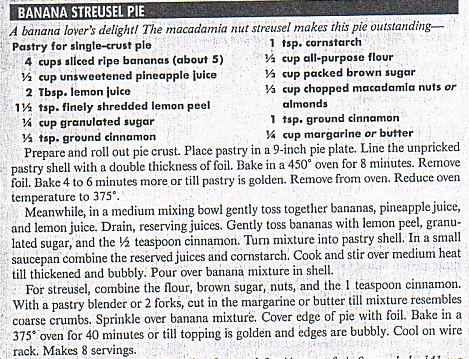 BANANA STREUSEL PIE
A banana lover's delight! The macadamia nut streusel makes this pie outstanding—
Pastry for single-crust pie
4 cups sliced ripe bananas (about 5)
½ cup unsweetened pineapple juice
2 Tbsp. lemon juice
1½ tsp. finely shredded lemon peel
¼ cup granulated sugar
½ tsp. ground cinnamon
1 tsp. cornstarch
½ cup all-purpose flour
½ cup packed brown sugar
⅓ cup chopped macadamia nuts or
almonds
1 tsp. ground cinnamon
¼ cup margarine or butter
Prepare and roll out pie crust. Place pastry in a 9-inch pie plate. Line the unpricked
pastry shell with a double thickness of foil. Bake in a 450° oven for 8 minutes. Remove
foil. Bake 4 to 6 minutes more or till pastry is golden. Remove from oven. Reduce oven
temperature to 375°.
Meanwhile, in a medium mixing bowl gently toss together bananas, pineapple juice,
and lemon juice. Drain, reserving juices. Gently toss bananas with lemon peel, granu-
lated sugar, and the ½ teaspoon cinnamon. Turn mixture into pastry shell. In a small
saucepan combine the reserved juices and cornstarch. Cook and stir over medium heat
till thickened and bubbly. Pour over banana mixture in shell.
For streusel, combine the flour, brown sugar, nuts, and the 1 teaspoon cinnamon.
With a pastry blender or 2 forks, cut in the margarine or butter till mixture resembles
coarse crumbs. Sprinkle over banana mixture. Cover edge of pie with foil. Bake in a
375° oven for 40 minutes or till topping is golden and edges are bubbly. Cool on wire
rack. Makes 8 servings.